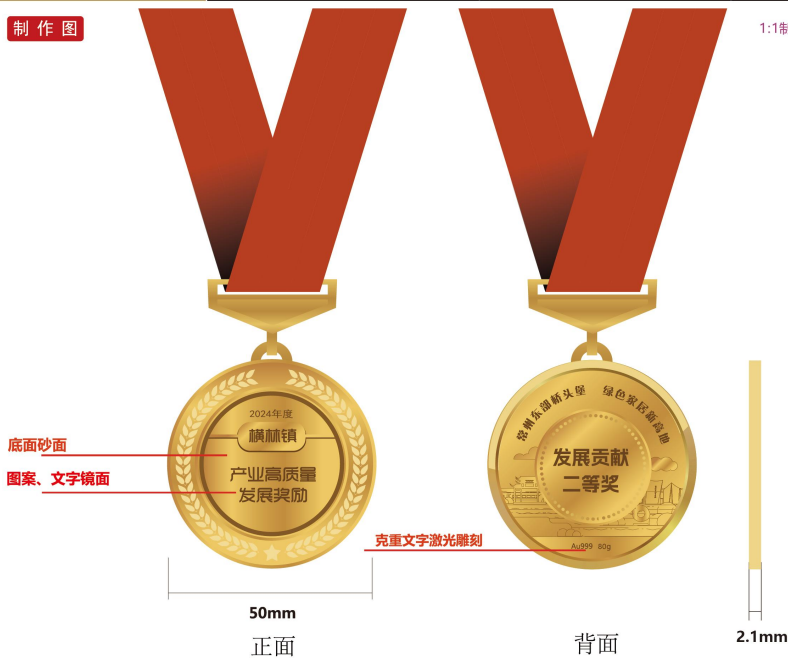 制作图
1:1制
2024年度
横林镇
产业高质量
发展奖励
底面砂面
图案、文字镜面
50mm
正面
常州东部桥头堡 绿色家居新高地
发展贡献
二等奖
Au999 80g
克重文字激光雕刻
背面
2.1mm